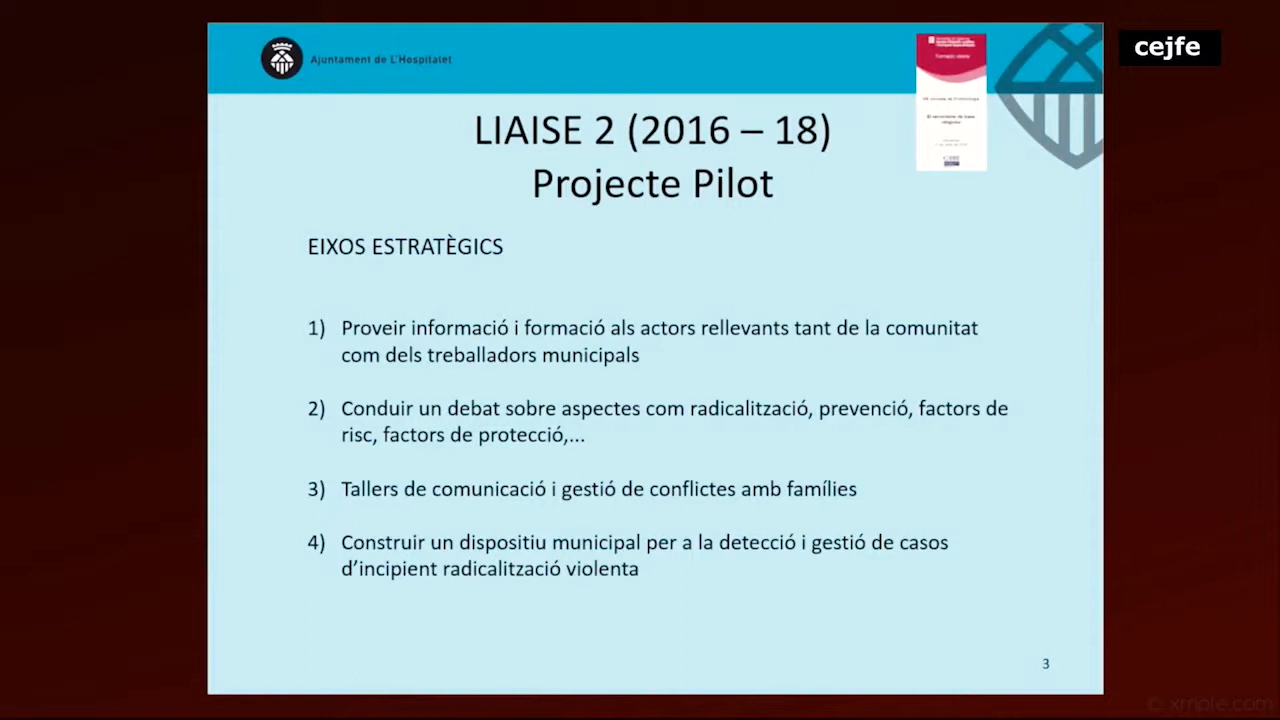 cejfe
Ajuntament de L'Hospitalet
LIAISE 2 (2016 – 18)
Projecte Pilot
EIXOS ESTRATÈGICS
1) Proveir informació i formació als actors rellevants tant de la comunitat
com dels treballadors municipals
2) Conduir un debat sobre aspectes com radicalització, prevenció, factors de
risc, factors de protecció,...
3) Tallers de comunicació i gestió de conflictes amb famílies
4) Construir un dispositiu municipal per a la detecció i gestió de casos
d'incipient radicalització violenta
3